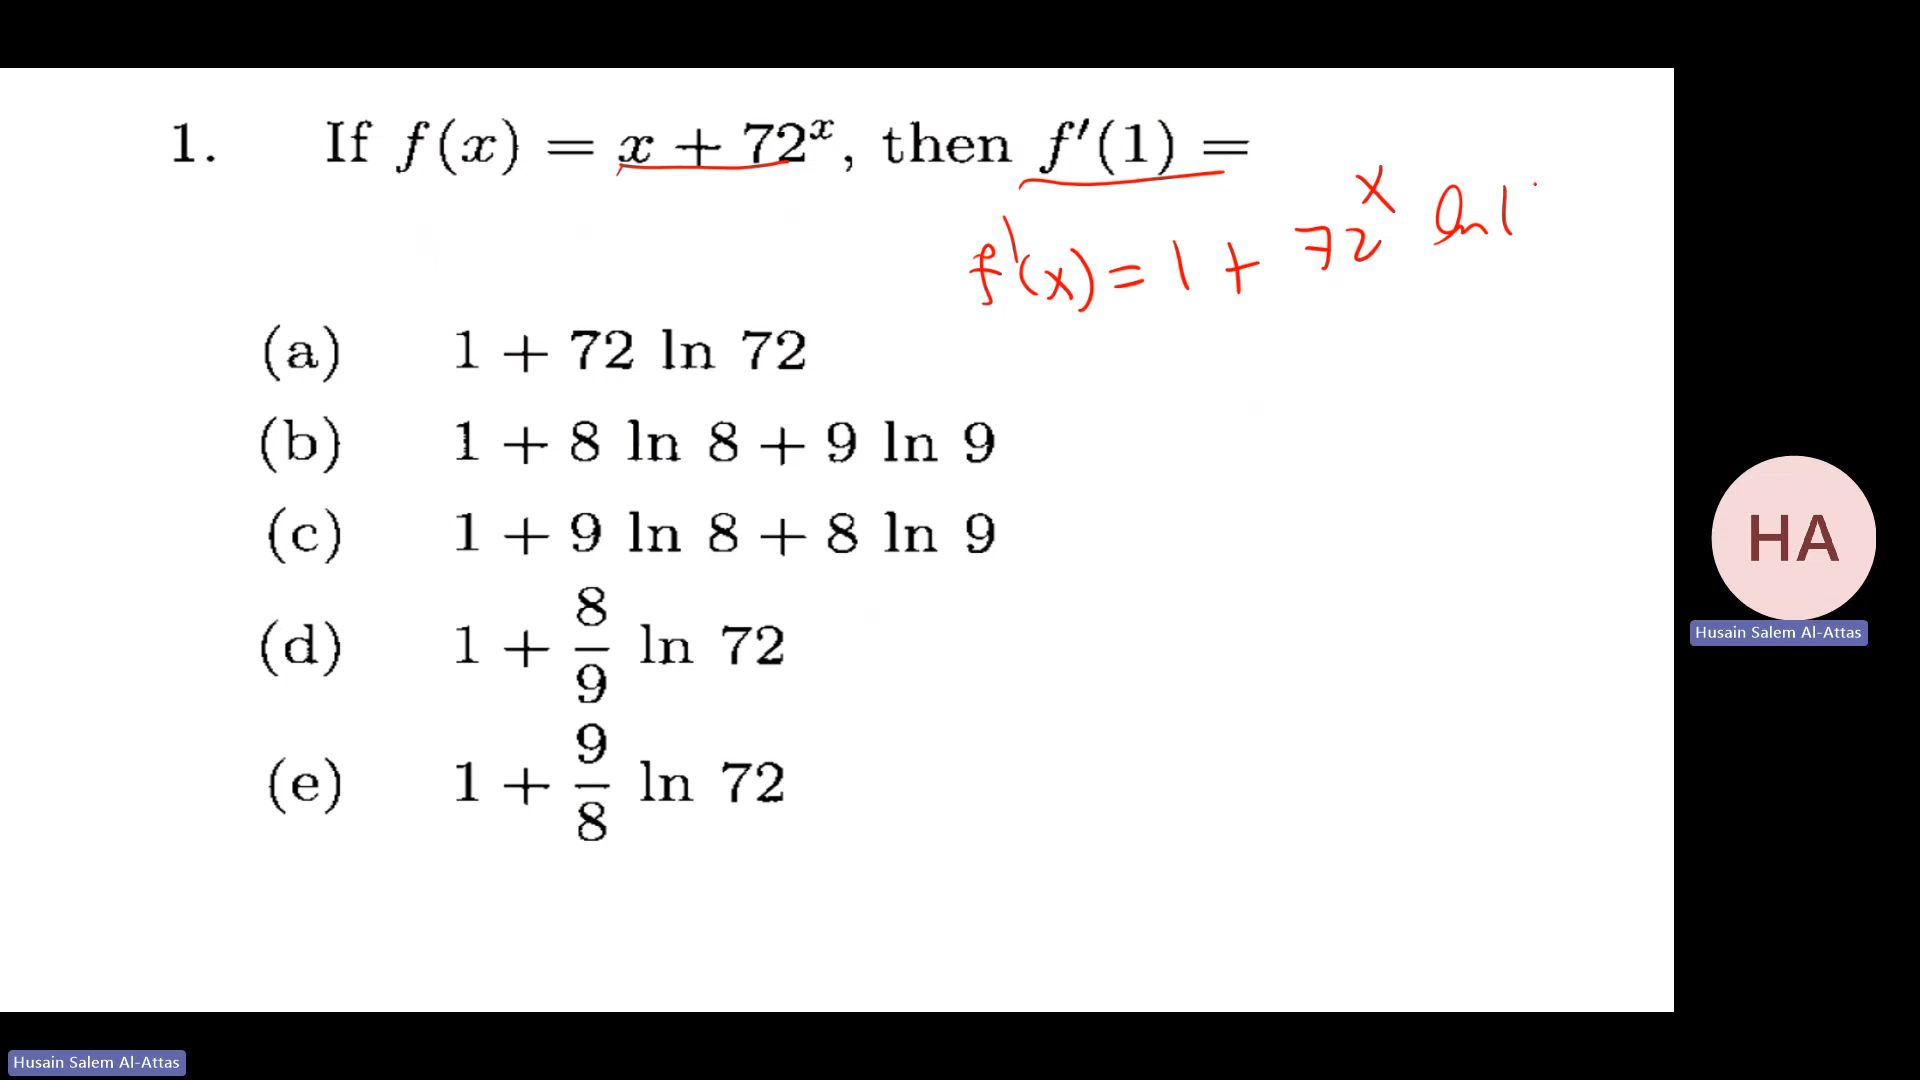 1. If f(x) = x + 72ˣ, then f′(1) =
f'(x) = 1 + 72ˣ ln
(a) 1 + 72 ln 72
(b) 1 + 8 ln 8 + 9 ln 9
(c) 1 + 9 ln 8 + 8 ln 9
(d) 1 + 8/9 ln 72
(e) 1 + 9/8 ln 72
HA
Husain Salem Al-Attas
Husain Salem Al-Attas